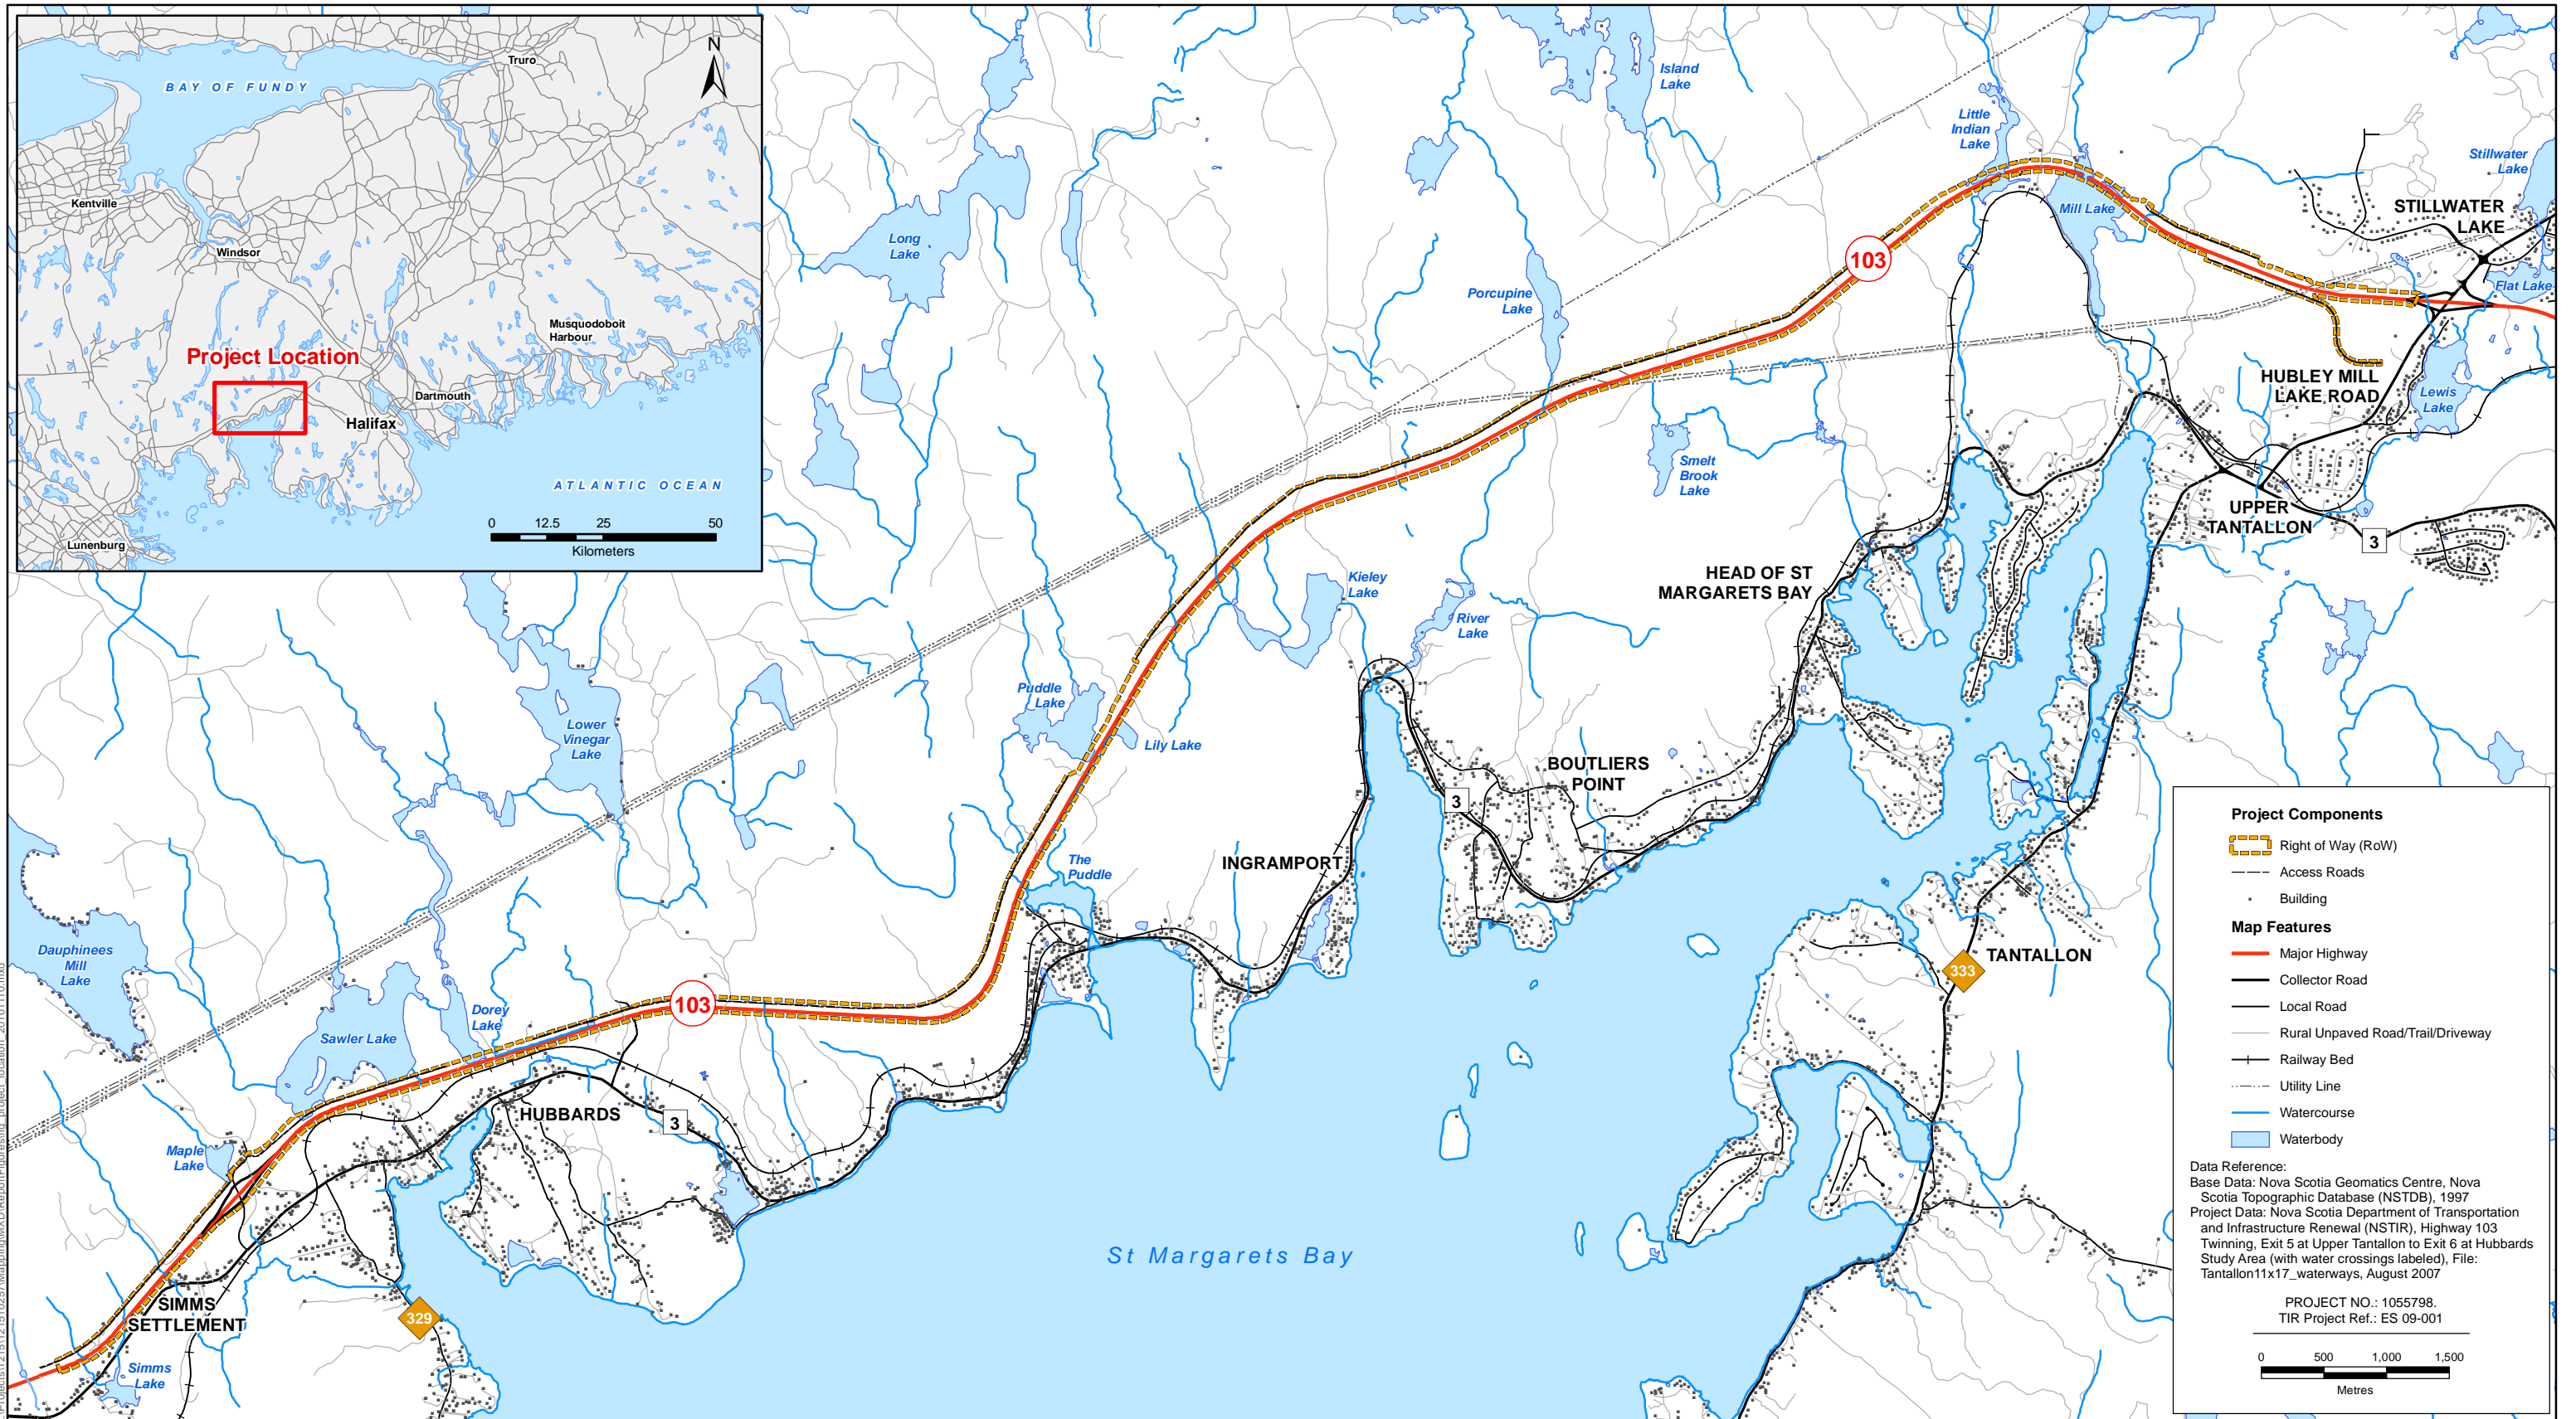 N
BAY OF FUNDY
Truro
Kentville
Windsor
Musquodoboit
Harbour
Project Location
Dartmouth
Halifax
ATLANTIC OCEAN
Lunenburg
0 12.5 25 50
Kilometers
Island
Lake
Little
Indian
Lake
Stillwater
Lake
STILLWATER
LAKE
Mill Lake
Long
Lake
103
Flat Lake
Porcupine
Lake
HUBLEY MILL
LAKE ROAD
Lewis
Lake
Smelt
Brook
Lake
UPPER
TANTALLON
3
HEAD OF ST
MARGARETS BAY
Kieley
Lake
River
Lake
Puddle
Lake
Lily Lake
Lower
Vinegar
Lake
BOUTLIERS
POINT
3
INGRAMPORT
The
Puddle
Dauphinees
Mill
Lake
TANTALLON
333
103
Dorey
Lake
Sawler Lake
HUBBARDS
3
Maple
Lake
St Margarets Bay
SIMMS
SETTLEMENT
329
Simms
Lake
Project Components
Right of Way (RoW)
Access Roads
Building
Map Features
Major Highway
Collector Road
Local Road
Rural Unpaved Road/Trail/Driveway
Railway Bed
Utility Line
Watercourse
Waterbody
Data Reference:
Base Data: Nova Scotia Geomatics Centre, Nova
Scotia Topographic Database (NSTDB), 1997
Project Data: Nova Scotia Department of Transportation
and Infrastructure Renewal (NSTIR), Highway 103
Twinning, Exit 5 at Upper Tantallon to Exit 6 at Hubbards
Study Area (with water crossings labeled), File:
Tantallon11x17_waterways, August 2007
PROJECT NO.: 1055798.
TIR Project Ref.: ES 09-001
0 500 1,000 1,500
Metres